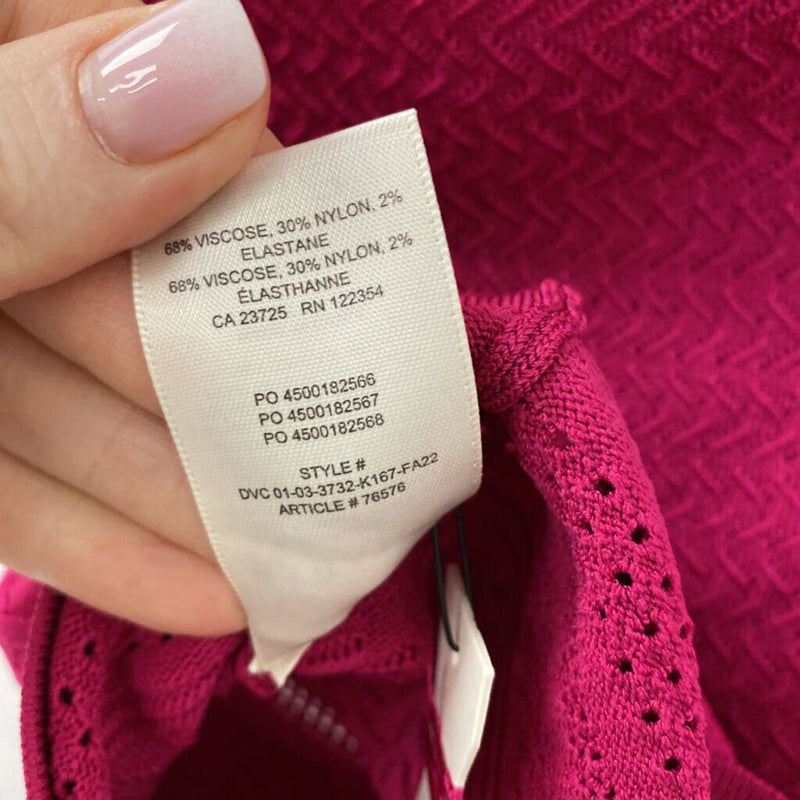 68% VISCOSE, 30% NYLON, 2%
ELASTANE
68% VISCOSE, 30% NYLON, 2%
ÉLASTHANNE
CA 23725 RN 122354
PO 4500182566
PO 4500182567
PO 4500182568
STYLE #
DVC 01-03-3732-K167-FA22
ARTICLE # 76576